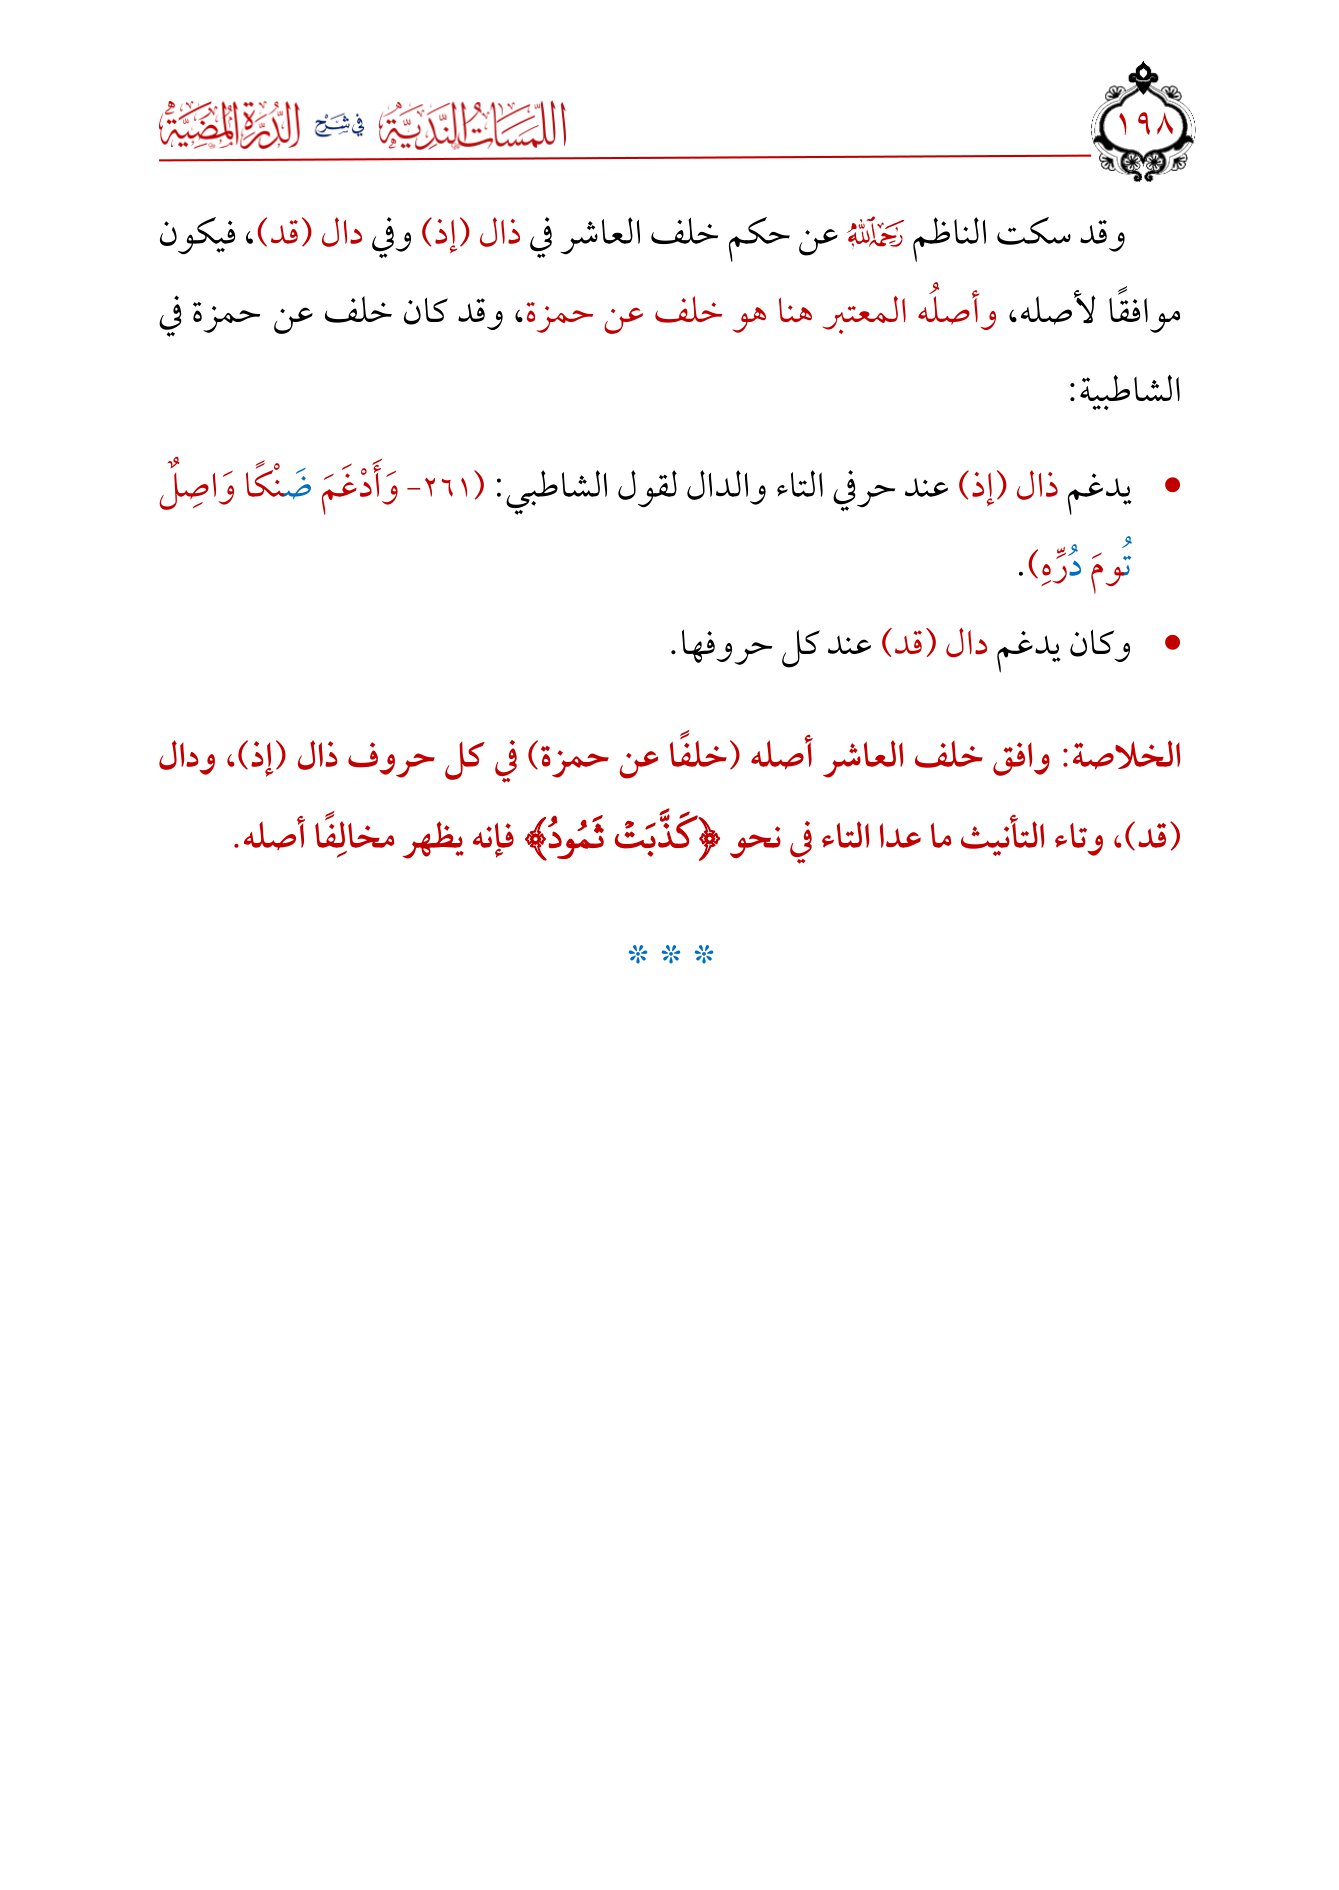 ١٩٨
اللمسات الندية في شرح الدرة المضية
وقد سكت الناظم رَحِمَهُ ٱللَّهُ عن حكم خلف العاشر في ذال (إذ) وفي دال (قد)، فيكون
موافقًا لأصله، وأصلُه المعتبر هنا هو خلف عن حمزة، وقد كان خلف عن حمزة في
الشاطبية:
• يدغم ذال (إذ) عند حرفي التاء والدال لقول الشاطبي: (٢٦١- وَأَدْغَمَ ضَنْكًا وَاصِلٌ
تُومَ دُرِّهِ).
• وكان يدغم دال (قد) عند كل حروفها.
الخلاصة: وافق خلف العاشر أصله (خلفًا عن حمزة) في كل حروف ذال (إذ)، ودال
(قد)، وتاء التأنيث ما عدا التاء في نحو ﴿كَذَّبَتۡ ثَمُودُ﴾ فإنه يظهر مخالِفًا أصله.
* * *